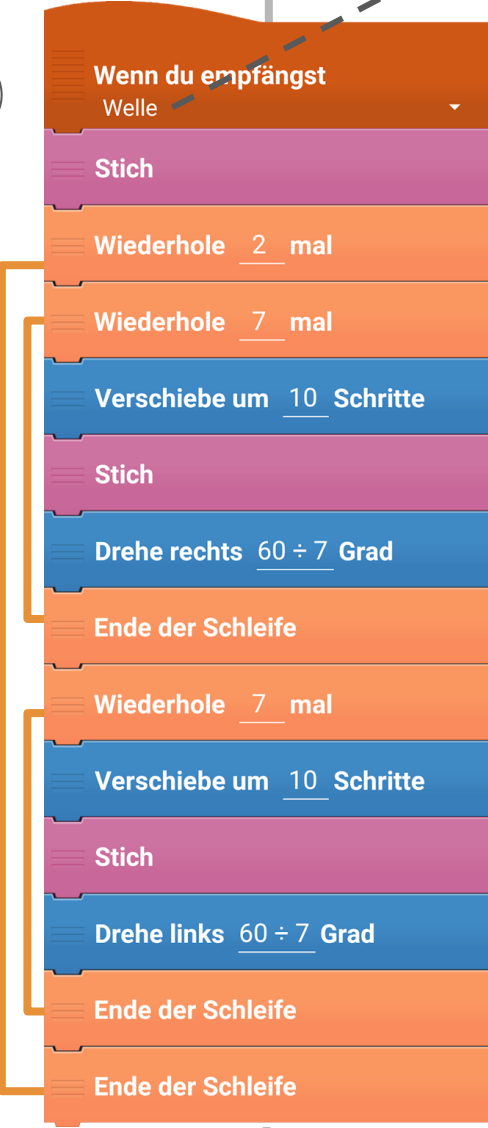 Wenn du empfängst
Welle
Stich
Wiederhole 2 mal
Wiederhole 7 mal
Verschiebe um 10 Schritte
Stich
Drehe rechts 60 ÷ 7 Grad
Ende der Schleife
Wiederhole 7 mal
Verschiebe um 10 Schritte
Stich
Drehe links 60 ÷ 7 Grad
Ende der Schleife
Ende der Schleife